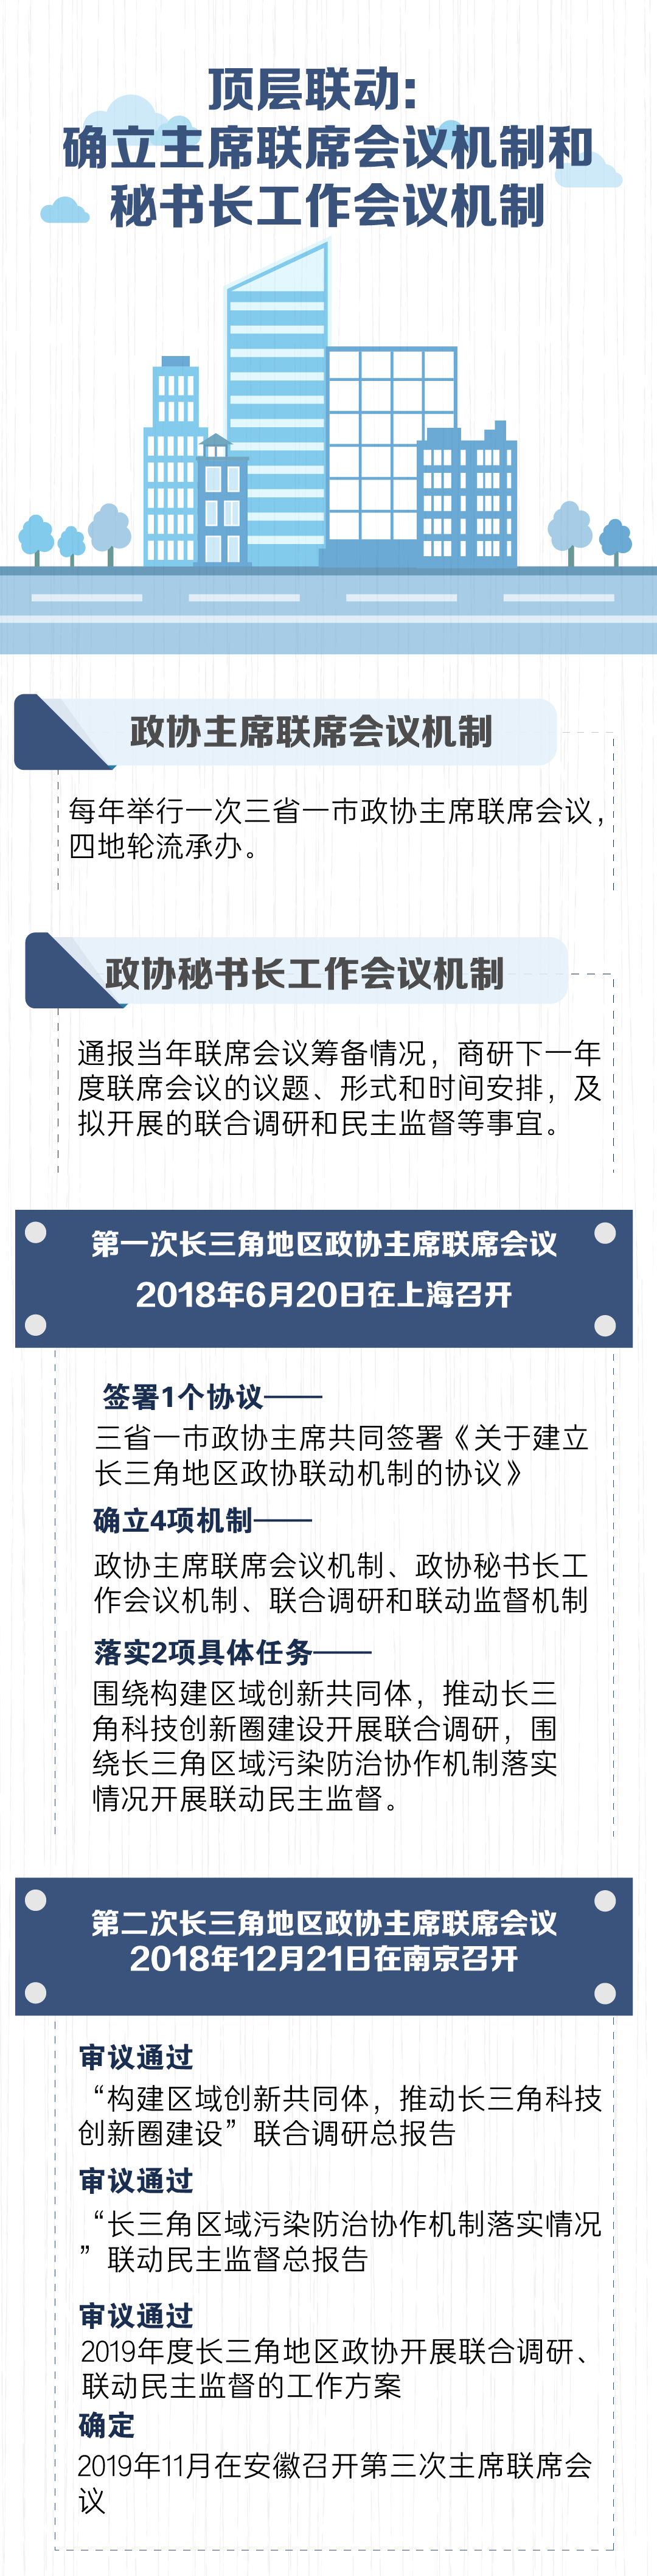 顶层联动:
确立主席联席会议机制和
秘书长工作会议机制
政协主席联席会议机制
每年举行一次三省一市政协主席联席会议，
四地轮流承办。
政协秘书长工作会议机制
通报当年联席会议筹备情况，商研下一年
度联席会议的议题、形式和时间安排，及
拟开展的联合调研和民主监督等事宜。
第一次长三角地区政协主席联席会议
2018年6月20日在上海召开
签署1个协议——
三省一市政协主席共同签署《关于建立
长三角地区政协联动机制的协议》
确立4项机制——
政协主席联席会议机制、政协秘书长工
作会议机制、联合调研和联动监督机制
落实2项具体任务——
围绕构建区域创新共同体，推动长三
角科技创新圈建设开展联合调研，围
绕长三角区域污染防治协作机制落实
情况开展联动民主监督。
第二次长三角地区政协主席联席会议
2018年12月21日在南京召开
审议通过
“构建区域创新共同体，推动长三角科技
创新圈建设”联合调研总报告
审议通过
“长三角区域污染防治协作机制落实情况
”联动民主监督总报告
审议通过
2019年度长三角地区政协开展联合调研、
联动民主监督的工作方案
确定
2019年11月在安徽召开第三次主席联席会
议